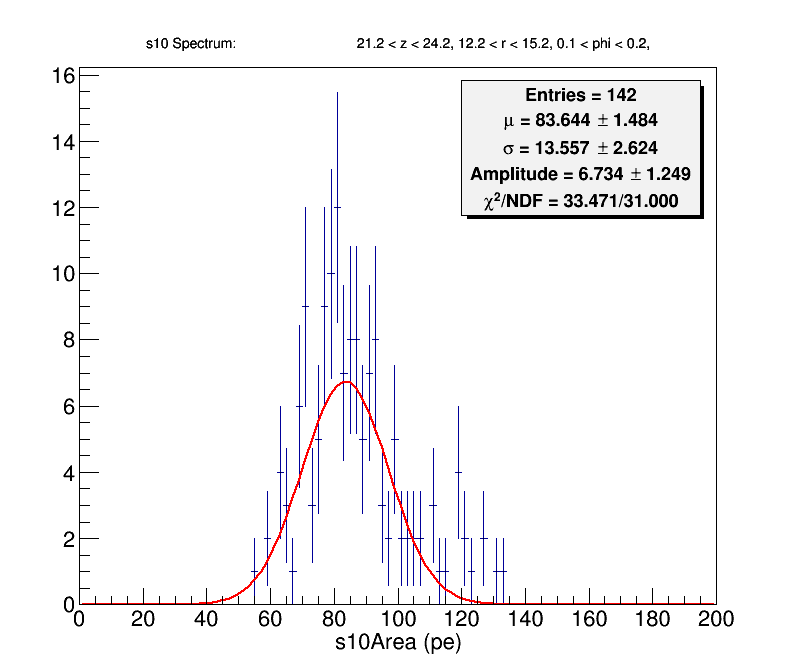 s10 Spectrum: 21.2 < z < 24.2, 12.2 < r < 15.2, 0.1 < phi < 0.2,
Entries = 142
μ = 83.644 ± 1.484
σ = 13.557 ± 2.624
Amplitude = 6.734 ± 1.249
χ²/NDF = 33.471/31.000
16
14
12
10
8
6
4
2
0
0 20 40 60 80 100 120 140 160 180 200
s10Area (pe)